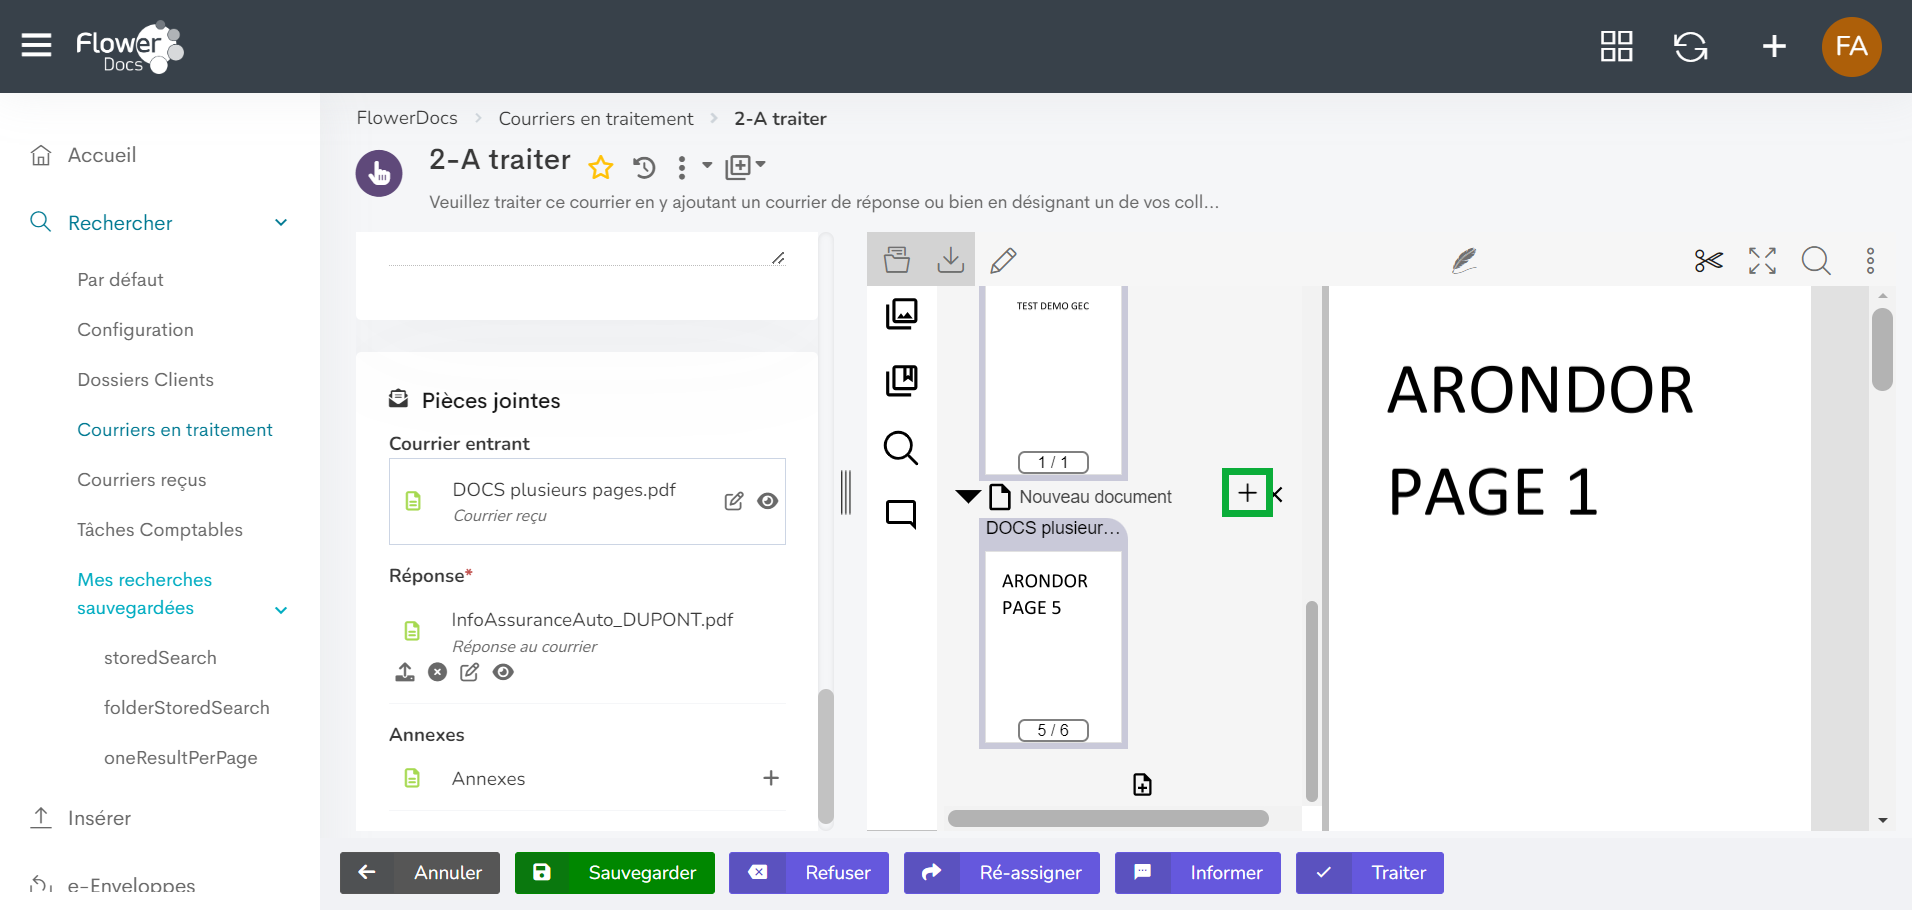 Flower
Docs
FA
Accueil
Rechercher
Par défaut
Configuration
Dossiers Clients
Courriers en traitement
Courriers reçus
Tâches Comptables
Mes recherches
sauvegardées
storedSearch
folderStoredSearch
oneResultPerPage
Insérer
e-Enveloppes
FlowerDocs > Courriers en traitement > 2-A traiter
2-A traiter
Veuillez traiter ce courrier en y ajoutant un courrier de réponse ou bien en désignant un de vos coll...
Pièces jointes
Courrier entrant
DOCS plusieurs pages.pdf
Courrier reçu
Réponse*
InfoAssuranceAuto_DUPONT.pdf
Réponse au courrier
Annexes
Annexes
TEST DEMO GEC
1 / 1
Nouveau document
DOCS plusieur...
ARONDOR
PAGE 5
5 / 6
ARONDOR
PAGE 1
Annuler
Sauvegarder
Refuser
Ré-assigner
Informer
Traiter